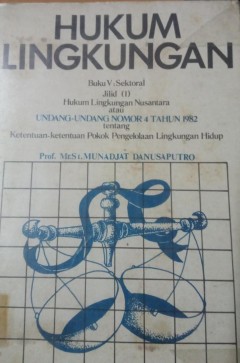 HUKUM
LINGKUNGAN
Buku V : Sektoral
Jilid (1)
Hukum Lingkungan Nusantara
atau
UNDANG-UNDANG NOMOR 4 TAHUN 1982
tentang
Ketentuan-ketentuan Pokok Pengelolaan Lingkungan Hidup
Prof. Mr. St. MUNADJAT DANUSAPUTRO